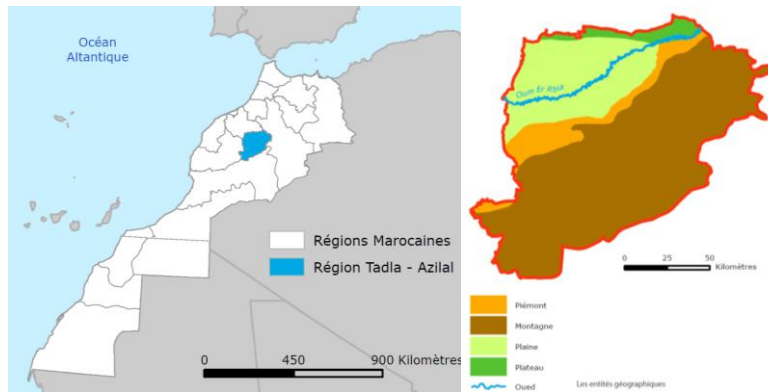 Océan
Altantique
Régions Marocaines
Région Tadla - Azilal
0 450 900 Kilomètres
Oum Er Rbia
0 25 50
Kilomètres
Piémont
Montagne
Plaine
Plateau
Oued
Les entités géographiques